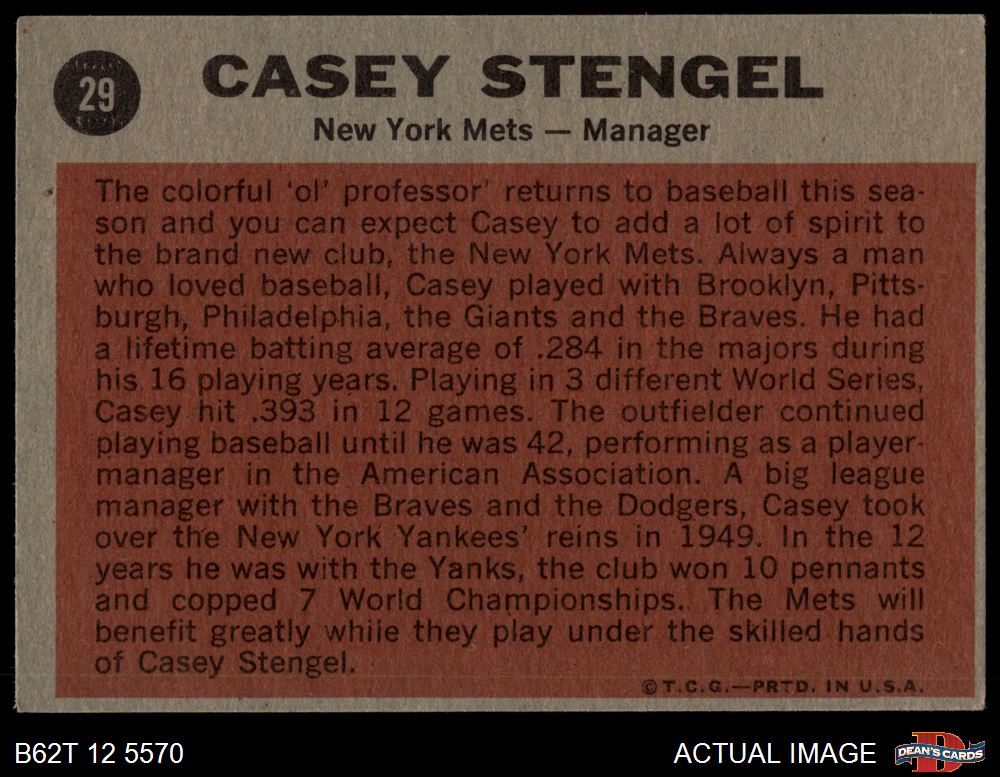 29
CASEY STENGEL
New York Mets — Manager
The colorful ‘ol’ professor’ returns to baseball this sea-
son and you can expect Casey to add a lot of spirit to
the brand new club, the New York Mets. Always a man
who loved baseball, Casey played with Brooklyn, Pitts-
burgh, Philadelphia, the Giants and the Braves. He had
a lifetime batting average of .284 in the majors during
his 16 playing years. Playing in 3 different World Series,
Casey hit .393 in 12 games. The outfielder continued
playing baseball until he was 42, performing as a player-
manager in the American Association. A big league
manager with the Braves and the Dodgers, Casey took
over the New York Yankees’ reins in 1949. In the 12
years he was with the Yanks, the club won 10 pennants
and copped 7 World Championships. The Mets will
benefit greatly while they play under the skilled hands
of Casey Stengel.
©T.C.G.—PRTD. IN U.S.A.
B62T 12 5570
ACTUAL IMAGE
DEAN'S CARDS